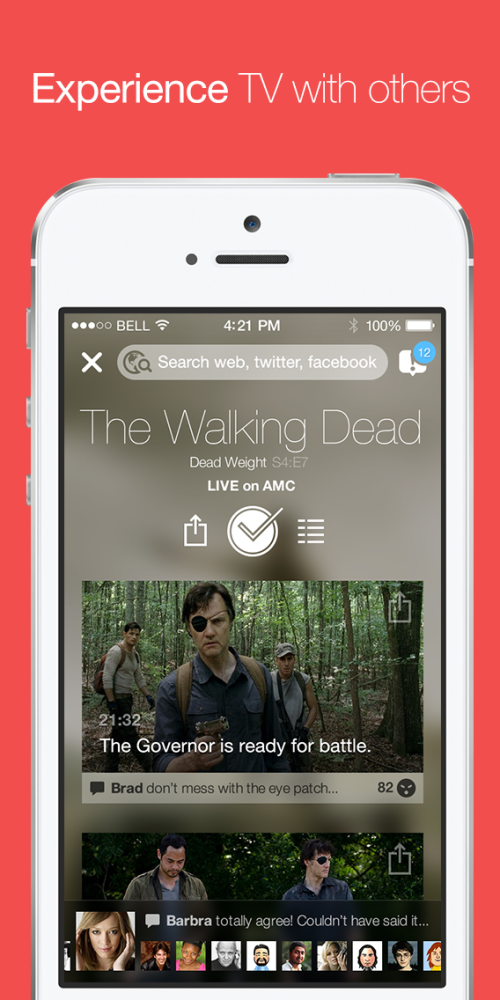 Experience TV with others
BELL 4:21 PM 100%
Search web, twitter, facebook
12
The Walking Dead
Dead Weight S4:E7
LIVE on AMC
21:32
The Governor is ready for battle.
Brad don't mess with the eye patch... 82
Barbra totally agree! Couldn't have said it...